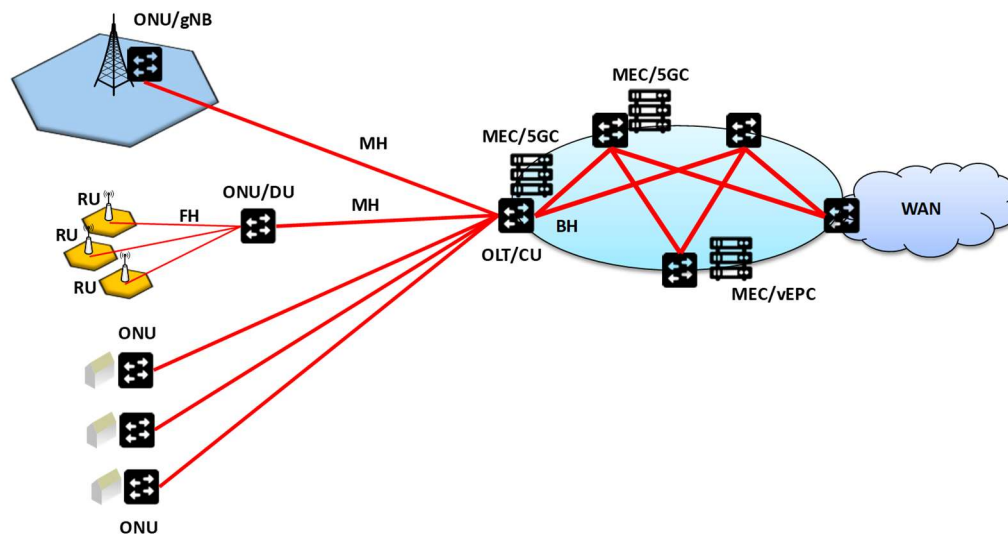 ONU/gNB
MEC/5GC
MH
MEC/5GC
RU
FH
ONU/DU
MH
WAN
RU
BH
OLT/CU
RU
MEC/vEPC
ONU
ONU